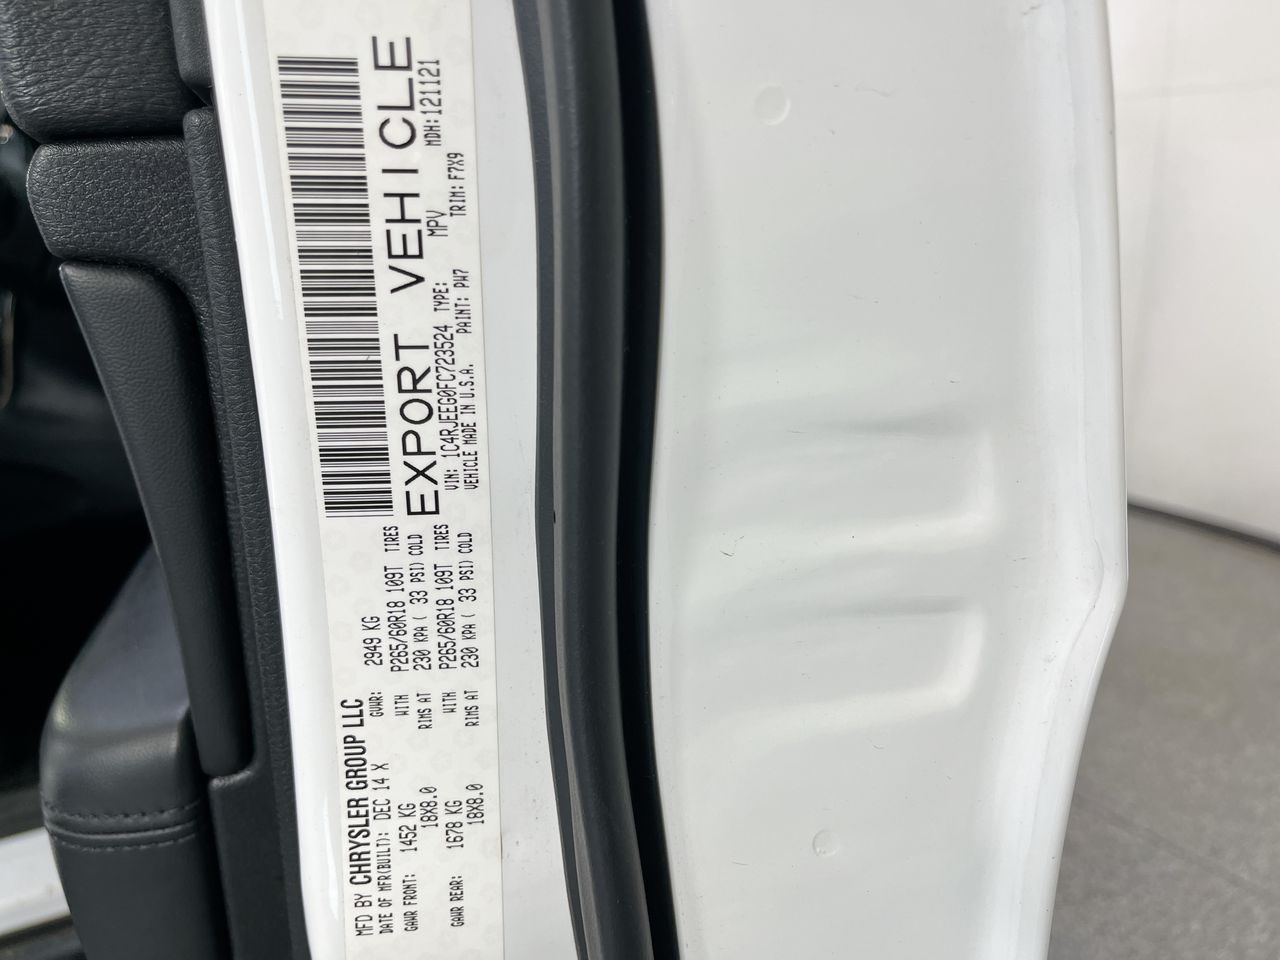 MFD BY CHRYSLER GROUP LLC
DATE OF MFR(BUILT): DEC 14 X GVWR: 2949 KG
GAWR FRONT: 1452 KG WITH P265/60R18 109T TIRES
18X8.0 RIMS AT 230 KPA ( 33 PSI) COLD
GAWR REAR: 1678 KG WITH P265/60R18 109T TIRES
18X8.0 RIMS AT 230 KPA ( 33 PSI) COLD
EXPORT VEHICLE
MDH: 121121
VIN: 1C4RJEEG0FC723524 TYPE: MPV
VEHICLE MADE IN U.S.A. PAINT: PW7 TRIM: F7X9